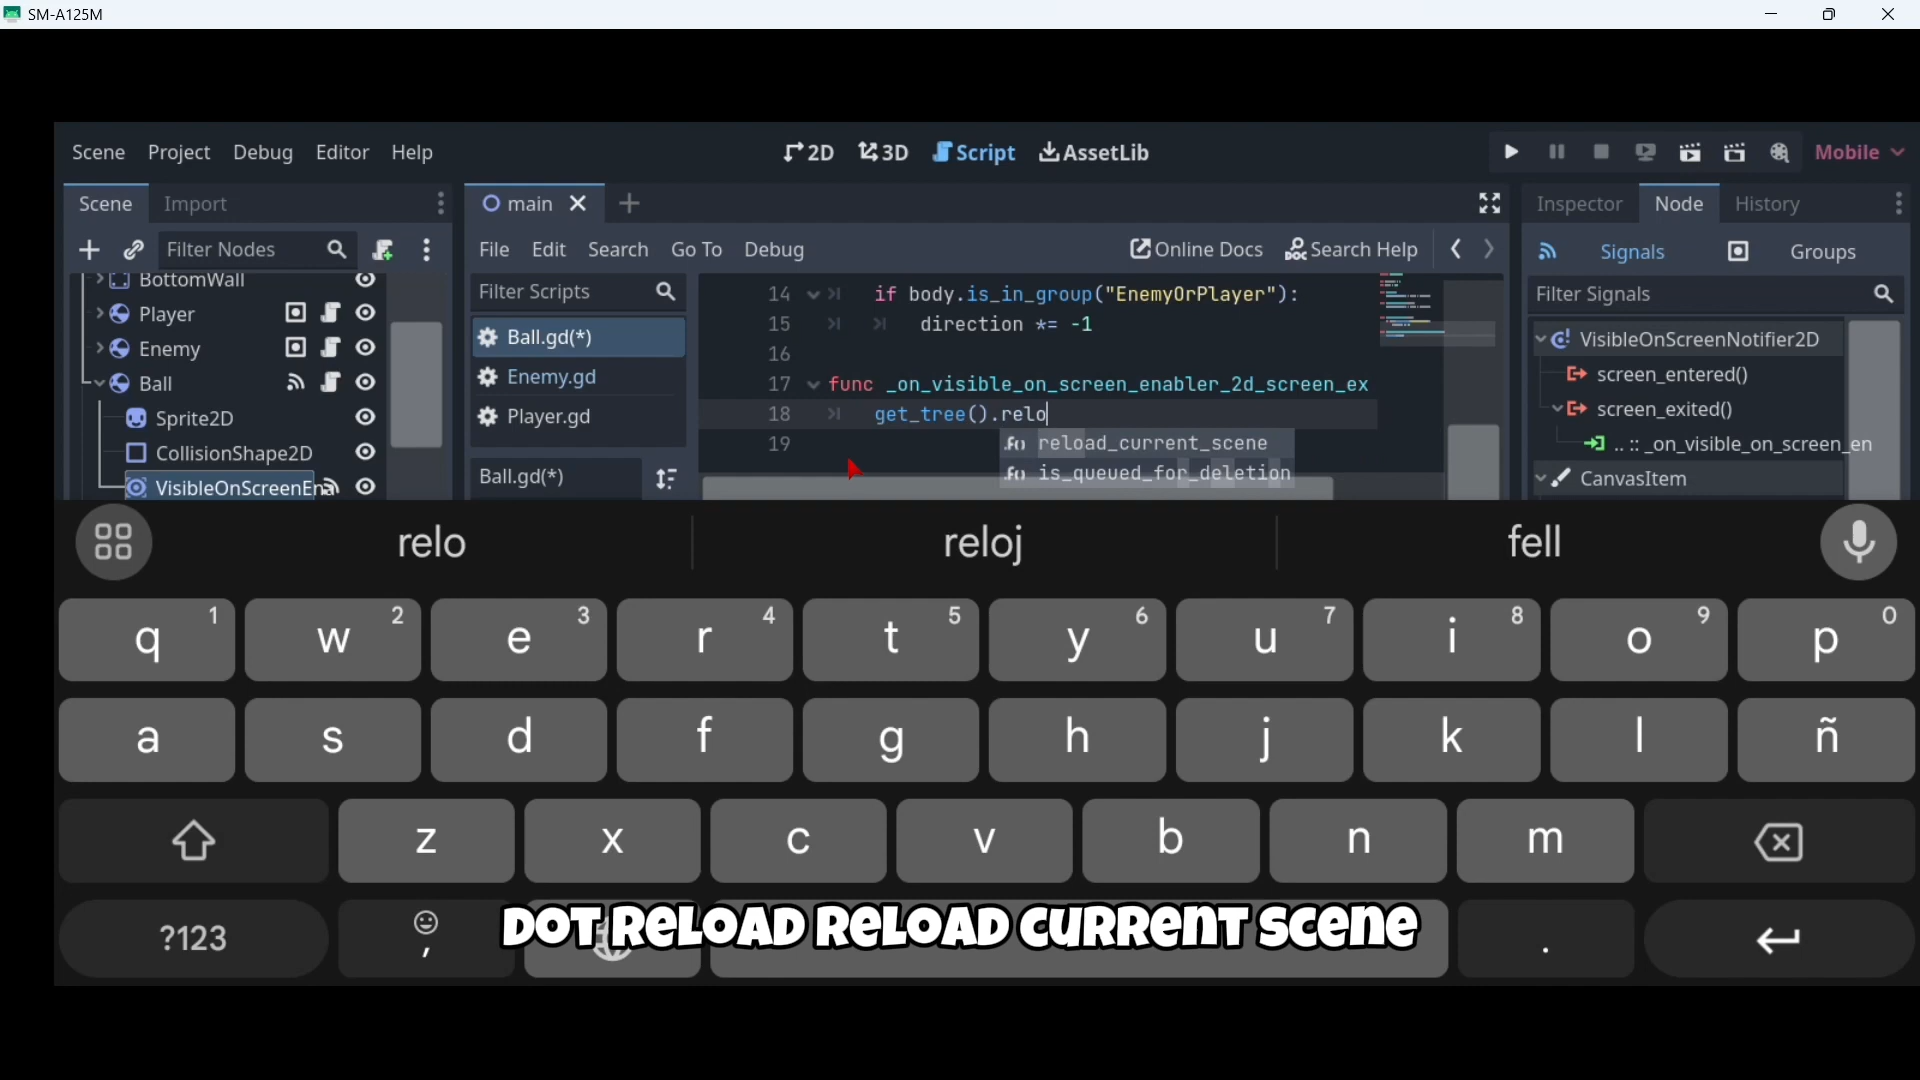 SM-A125M
Scene Project Debug Editor Help
2D 3D Script AssetLib
Mobile
Scene Import
main
Inspector Node History
Filter Nodes
File Edit Search Go To Debug
Online Docs Search Help
Signals Groups
BottomWall
Player
Enemy
Ball
Sprite2D
CollisionShape2D
VisibleOnScreenEna
Filter Scripts
Ball.gd(*)
Enemy.gd
Player.gd
Ball.gd(*)
14 if body.is_in_group("EnemyOrPlayer"):
15 direction *= -1
16
17 func _on_visible_on_screen_enabler_2d_screen_ex
18 get_tree().relo
19
reload_current_scene
is_queued_for_deletion
Filter Signals
VisibleOnScreenNotifier2D
screen_entered()
screen_exited()
.. :: _on_visible_on_screen_en
CanvasItem
relo reloj fell
q 1 w 2 e 3 r 4 t 5 y 6 u 7 i 8 o 9 p 0
a s d f g h j k l ñ
z x c v b n m
?123 , .
DOT RELOAD RELOAD CURRENT SCENE